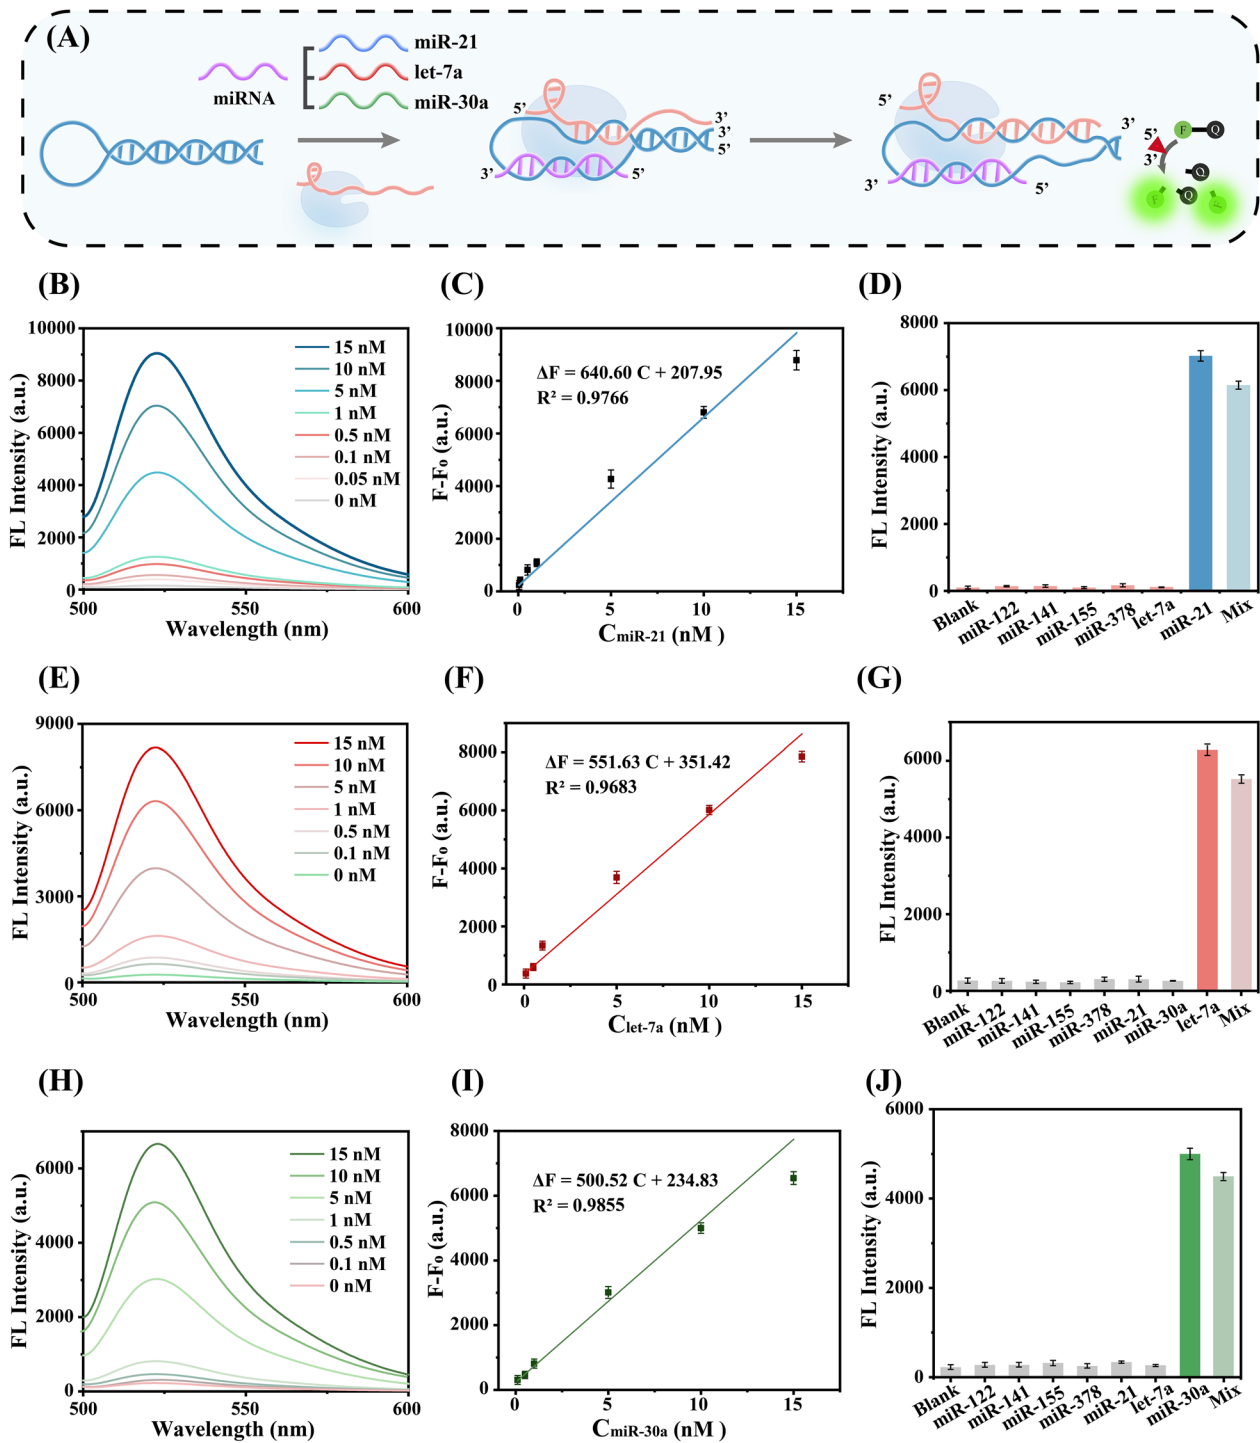 (A)
miRNA
miR-21
let-7a
miR-30a
5’
3’
3’
5’
3’
5’
5’
3’
3’
5’
5’
3’
F
Q
Q
F
Q
F
(B)
10000
8000
6000
4000
2000
0
FL Intensity (a.u.)
15 nM
10 nM
5 nM
1 nM
0.5 nM
0.1 nM
0.05 nM
0 nM
500
550
600
Wavelength (nm)
(C)
10000
8000
6000
4000
2000
0
F-F₀ (a.u.)
ΔF = 640.60 C + 207.95
R² = 0.9766
0
5
10
15
CmiR-21 (nM )
(D)
8000
6000
4000
2000
0
FL Intensity (a.u.)
Blank
miR-122
miR-141
miR-155
miR-378
let-7a
miR-21
Mix
(E)
9000
6000
3000
0
FL Intensity (a.u.)
15 nM
10 nM
5 nM
1 nM
0.5 nM
0.1 nM
0 nM
500
550
600
Wavelength (nm)
(F)
8000
6000
4000
2000
0
F-F₀ (a.u.)
ΔF = 551.63 C + 351.42
R² = 0.9683
0
5
10
15
Clet-7a (nM )
(G)
6000
4000
2000
0
FL Intensity (a.u.)
Blank
miR-122
miR-141
miR-155
miR-378
miR-21
miR-30a
let-7a
Mix
(H)
6000
4000
2000
0
FL Intensity (a.u.)
15 nM
10 nM
5 nM
1 nM
0.5 nM
0.1 nM
0 nM
500
550
600
Wavelength (nm)
(I)
8000
6000
4000
2000
0
F-F₀ (a.u.)
ΔF = 500.52 C + 234.83
R² = 0.9855
0
5
10
15
CmiR-30a (nM )
(J)
6000
4000
2000
0
FL Intensity (a.u.)
Blank
miR-122
miR-141
miR-155
miR-378
miR-21
let-7a
miR-30a
Mix